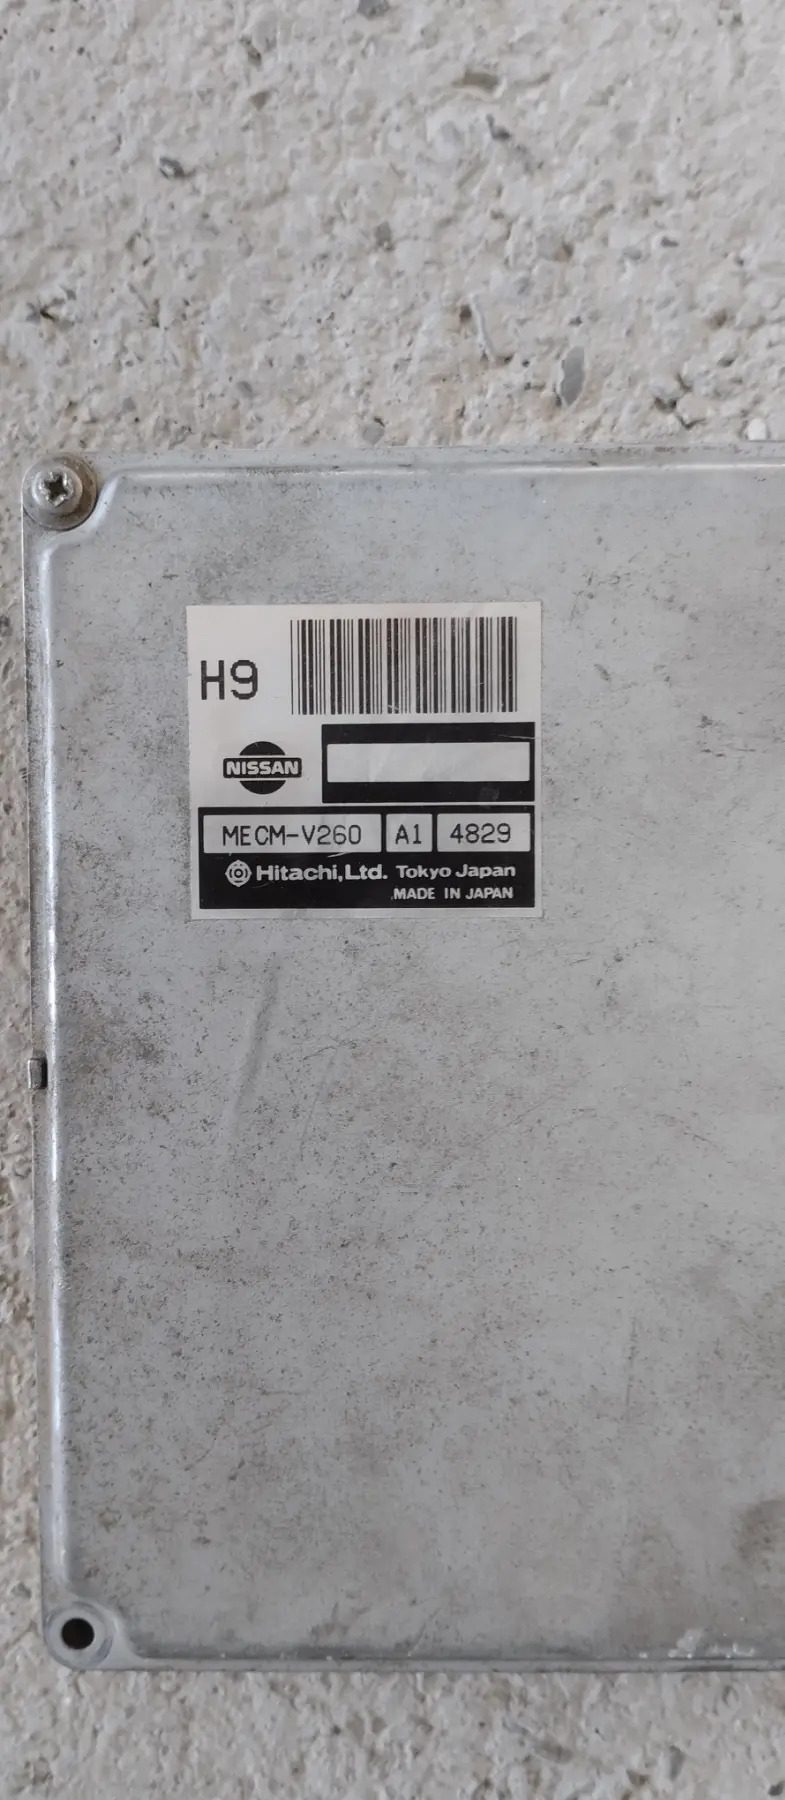 H9
NISSAN
MECM-V260 A1 4829
Hitachi,Ltd. Tokyo Japan
MADE IN JAPAN